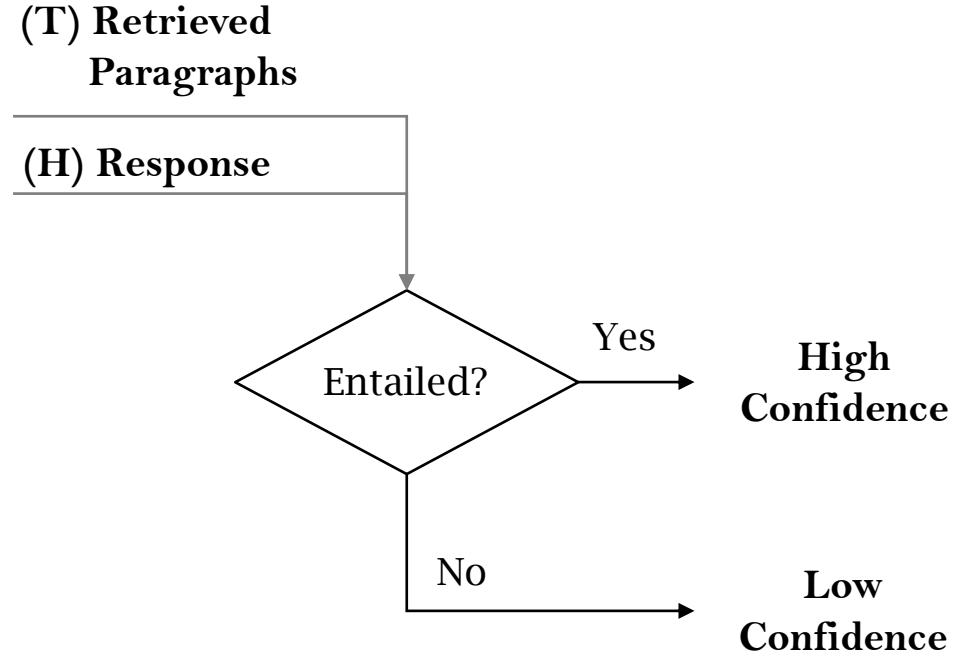 (T) Retrieved
Paragraphs
(H) Response
Entailed?
Yes
High
Confidence
No
Low
Confidence